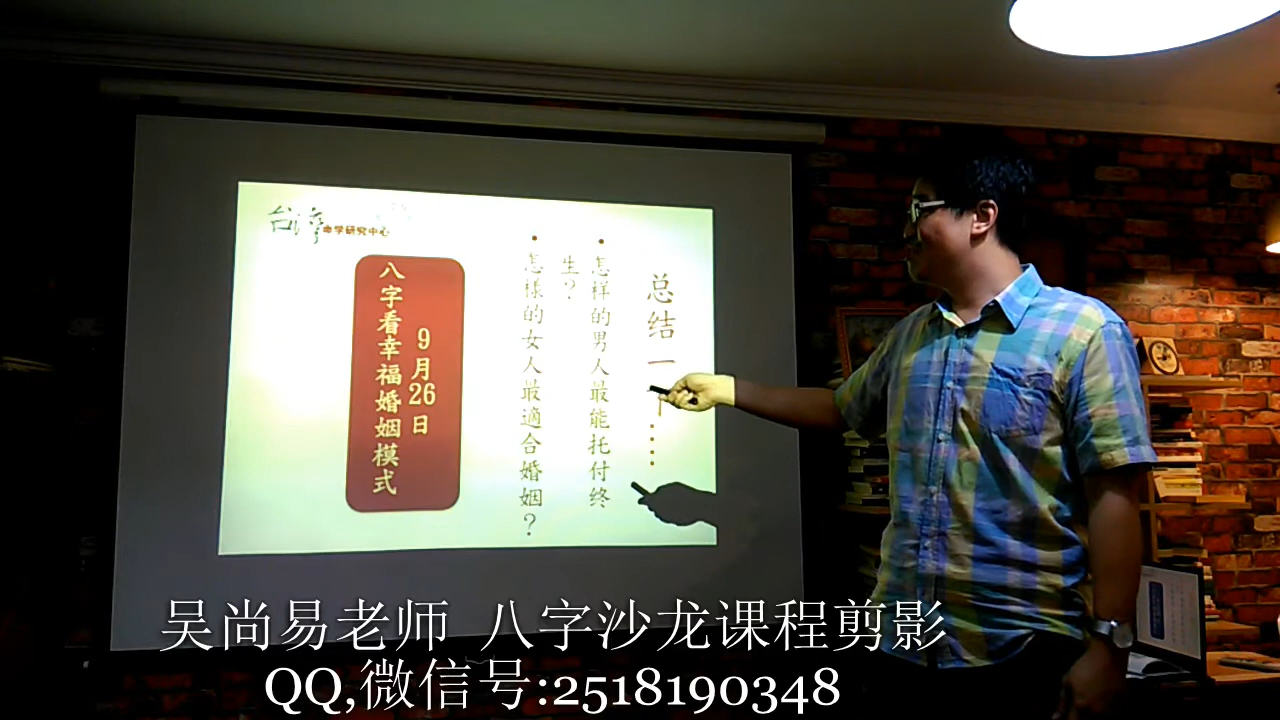 台湾命学研究中心
总结一下……
怎样的男人最能托付终
生？
怎樣的女人最適合婚姻？
9月26日
八字看幸福婚姻模式
吴尚易老师 八字沙龙课程剪影
QQ,微信号:2518190348